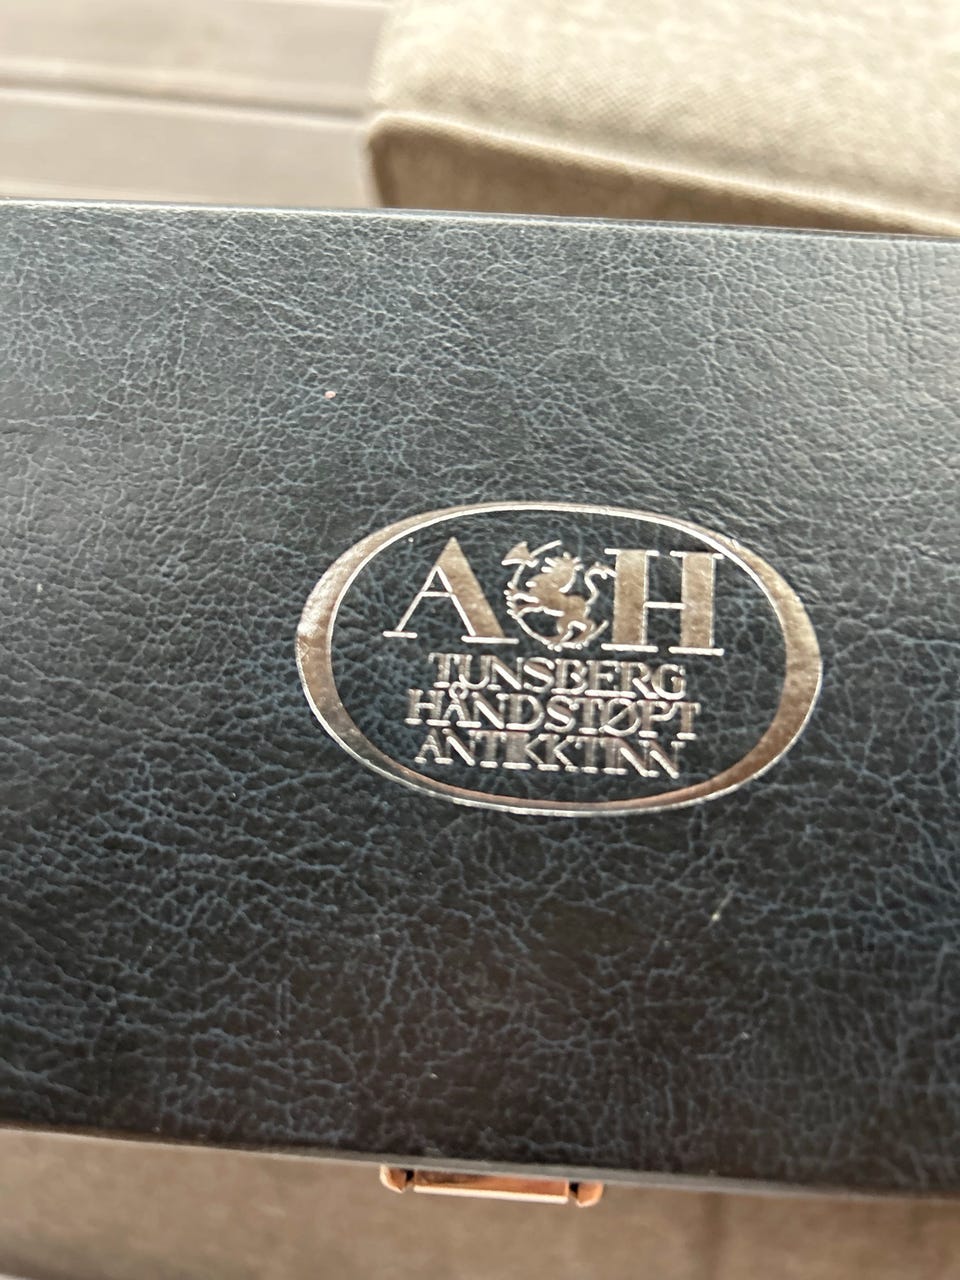 A H
TUNSBERG
HÅNDSTØPT
ANTIKKTINN